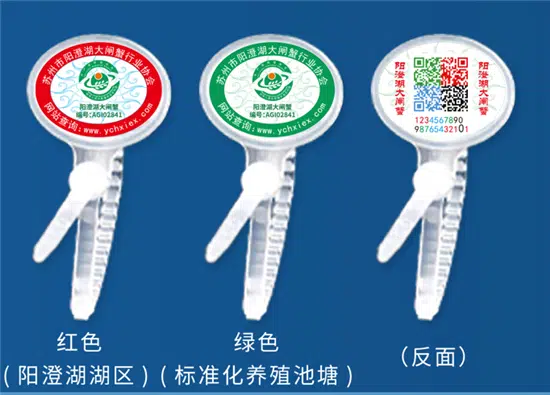 苏州市阳澄湖大闸蟹行业协会
阳澄湖大闸蟹
编号:AGI02841
网站查询:www.ychxiex.com
苏州市阳澄湖大闸蟹行业协会
阳澄湖大闸蟹
编号:AGI02841
网站查询:www.ychxiex.com
阳澄湖大闸蟹
阳澄湖大闸蟹
1234567890
98765432101
红色
(阳澄湖湖区)
绿色
(标准化养殖池塘)
(反面)